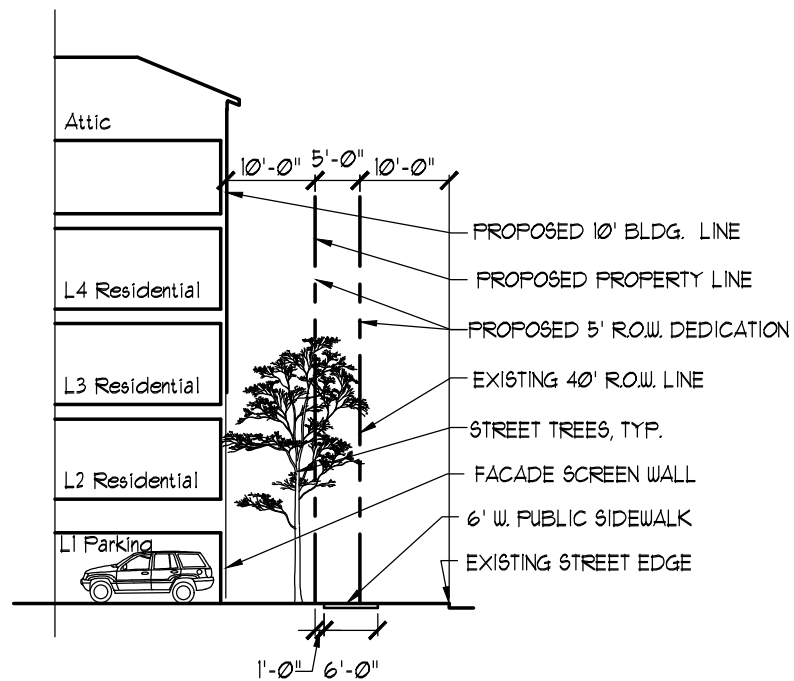 Attic
10'-0" 5'-0" 10'-0"
PROPOSED 10' BLDG. LINE
PROPOSED PROPERTY LINE
L4 Residential
PROPOSED 5' R.O.W. DEDICATION
L3 Residential
EXISTING 40' R.O.W. LINE
STREET TREES, TYP.
L2 Residential
FACADE SCREEN WALL
6' W. PUBLIC SIDEWALK
L1 Parking
EXISTING STREET EDGE
1'-0" 6'-0"